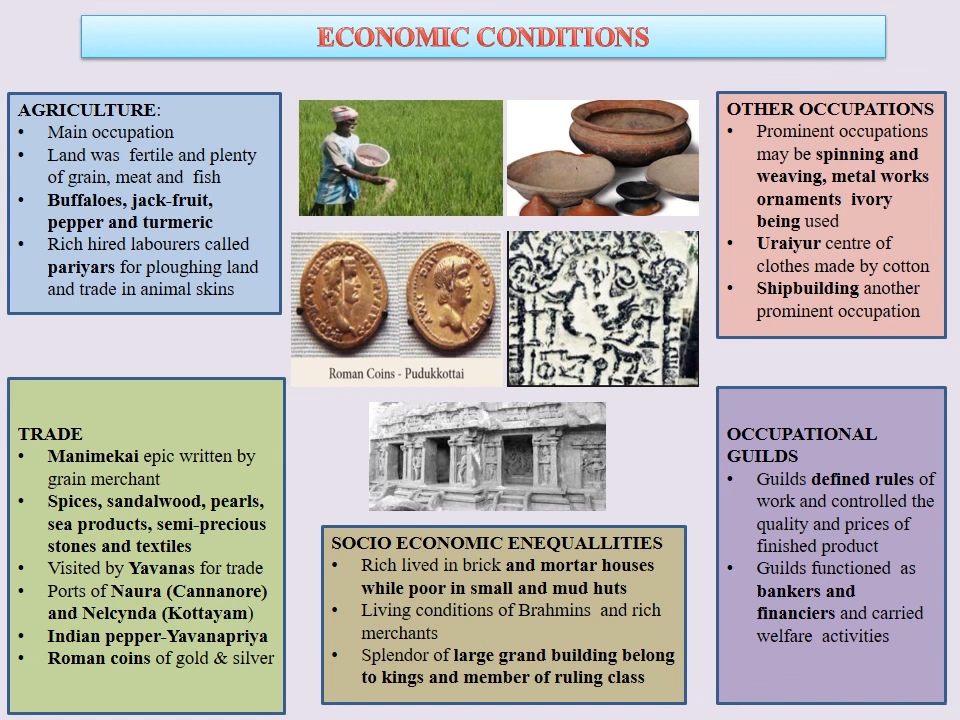 ECONOMIC CONDITIONS
AGRICULTURE:
• Main occupation
• Land was fertile and plenty
of grain, meat and fish
• Buffaloes, jack-fruit,
pepper and turmeric
• Rich hired labourers called
pariyars for ploughing land
and trade in animal skins
OTHER OCCUPATIONS
• Prominent occupations
may be spinning and
weaving, metal works
ornaments ivory
being used
• Uraiyur centre of
clothes made by cotton
• Shipbuilding another
prominent occupation
Roman Coins - Pudukkottai
TRADE
• Manimekai epic written by
grain merchant
• Spices, sandalwood, pearls,
sea products, semi-precious
stones and textiles
• Visited by Yavanas for trade
• Ports of Naura (Cannanore)
and Nelcynda (Kottayam)
• Indian pepper-Yavanapriya
• Roman coins of gold & silver
SOCIO ECONOMIC ENEQUALLITIES
• Rich lived in brick and mortar houses
while poor in small and mud huts
• Living conditions of Brahmins and rich
merchants
• Splendor of large grand building belong
to kings and member of ruling class
OCCUPATIONAL
GUILDS
• Guilds defined rules of
work and controlled the
quality and prices of
finished product
• Guilds functioned as
bankers and
financiers and carried
welfare activities